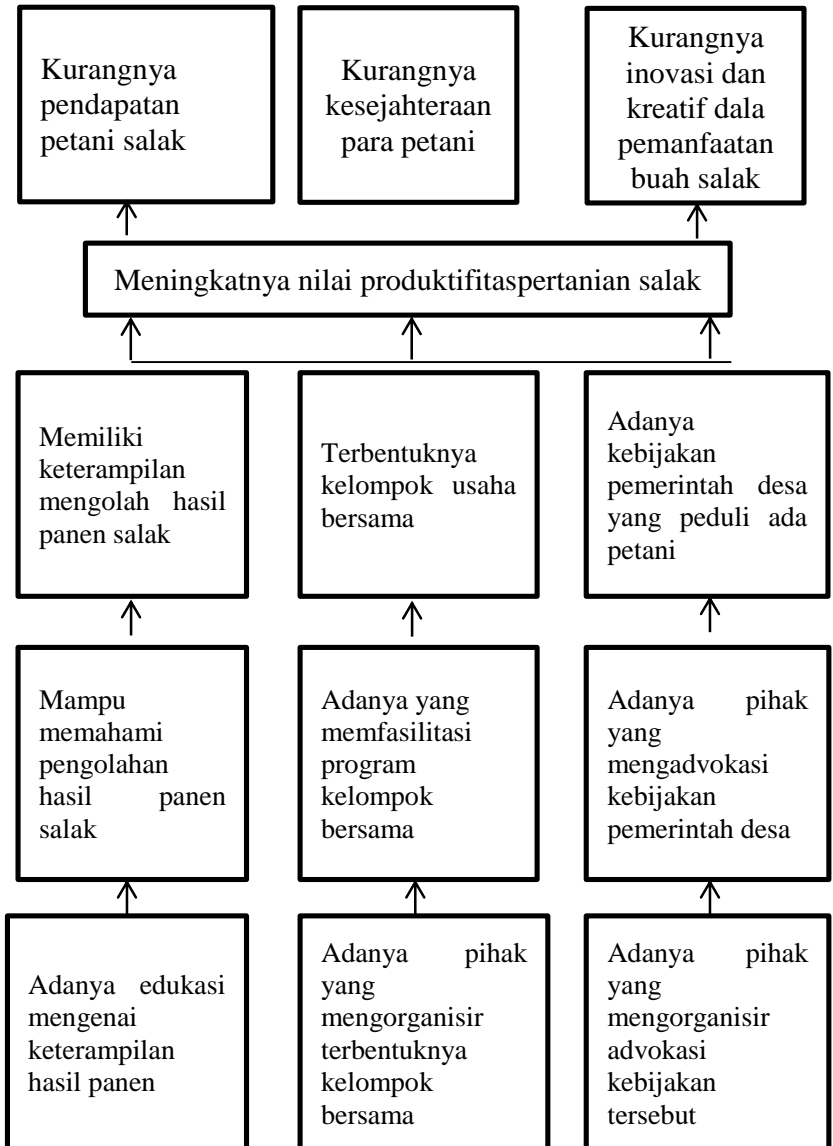 Kurangnya
pendapatan
petani salak
Kurangnya
kesejahteraan
para petani
Kurangnya
inovasi dan
kreatif dala
pemanfaatan
buah salak
Meningkatnya nilai produktifitaspertanian salak
Memiliki
keterampilan
mengolah hasil
panen salak
Terbentuknya
kelompok usaha
bersama
Adanya
kebijakan
pemerintah desa
yang peduli ada
petani
Mampu
memahami
pengolahan
hasil panen
salak
Adanya yang
memfasilitasi
program
kelompok
bersama
Adanya pihak
yang
mengadvokasi
kebijakan
pemerintah desa
Adanya edukasi
mengenai
keterampilan
hasil panen
Adanya pihak
yang
mengorganisir
terbentuknya
kelompok
bersama
Adanya pihak
yang
mengorganisir
advokasi
kebijakan
tersebut